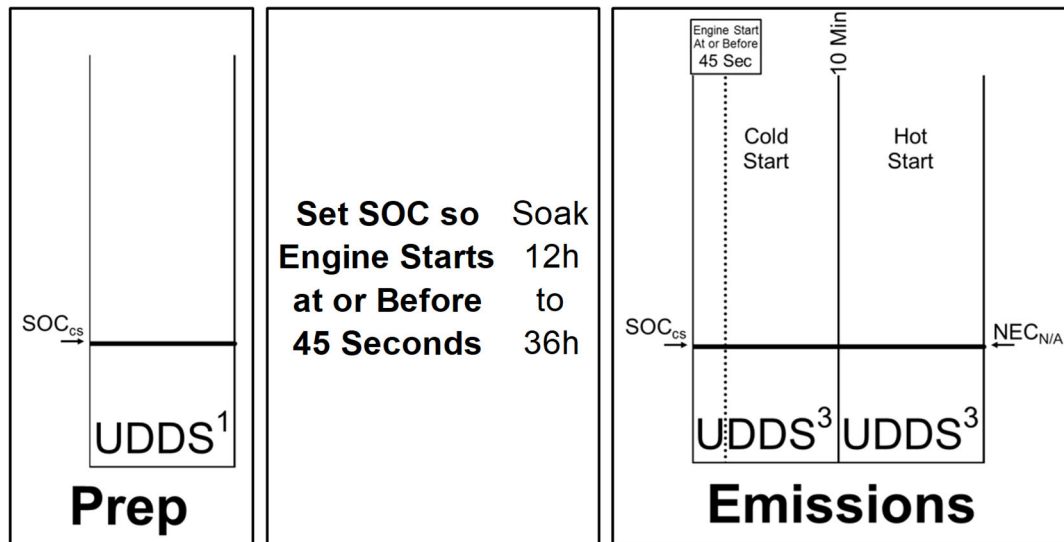 SOCcs
UDDS1
Prep
Set SOC so
Engine Starts
at or Before
45 Seconds
Soak
12h
to
36h
Engine Start
At or Before
45 Sec
10 Min
Cold
Start
Hot
Start
SOCcs
NECN/A
UDDS3
UDDS3
Emissions